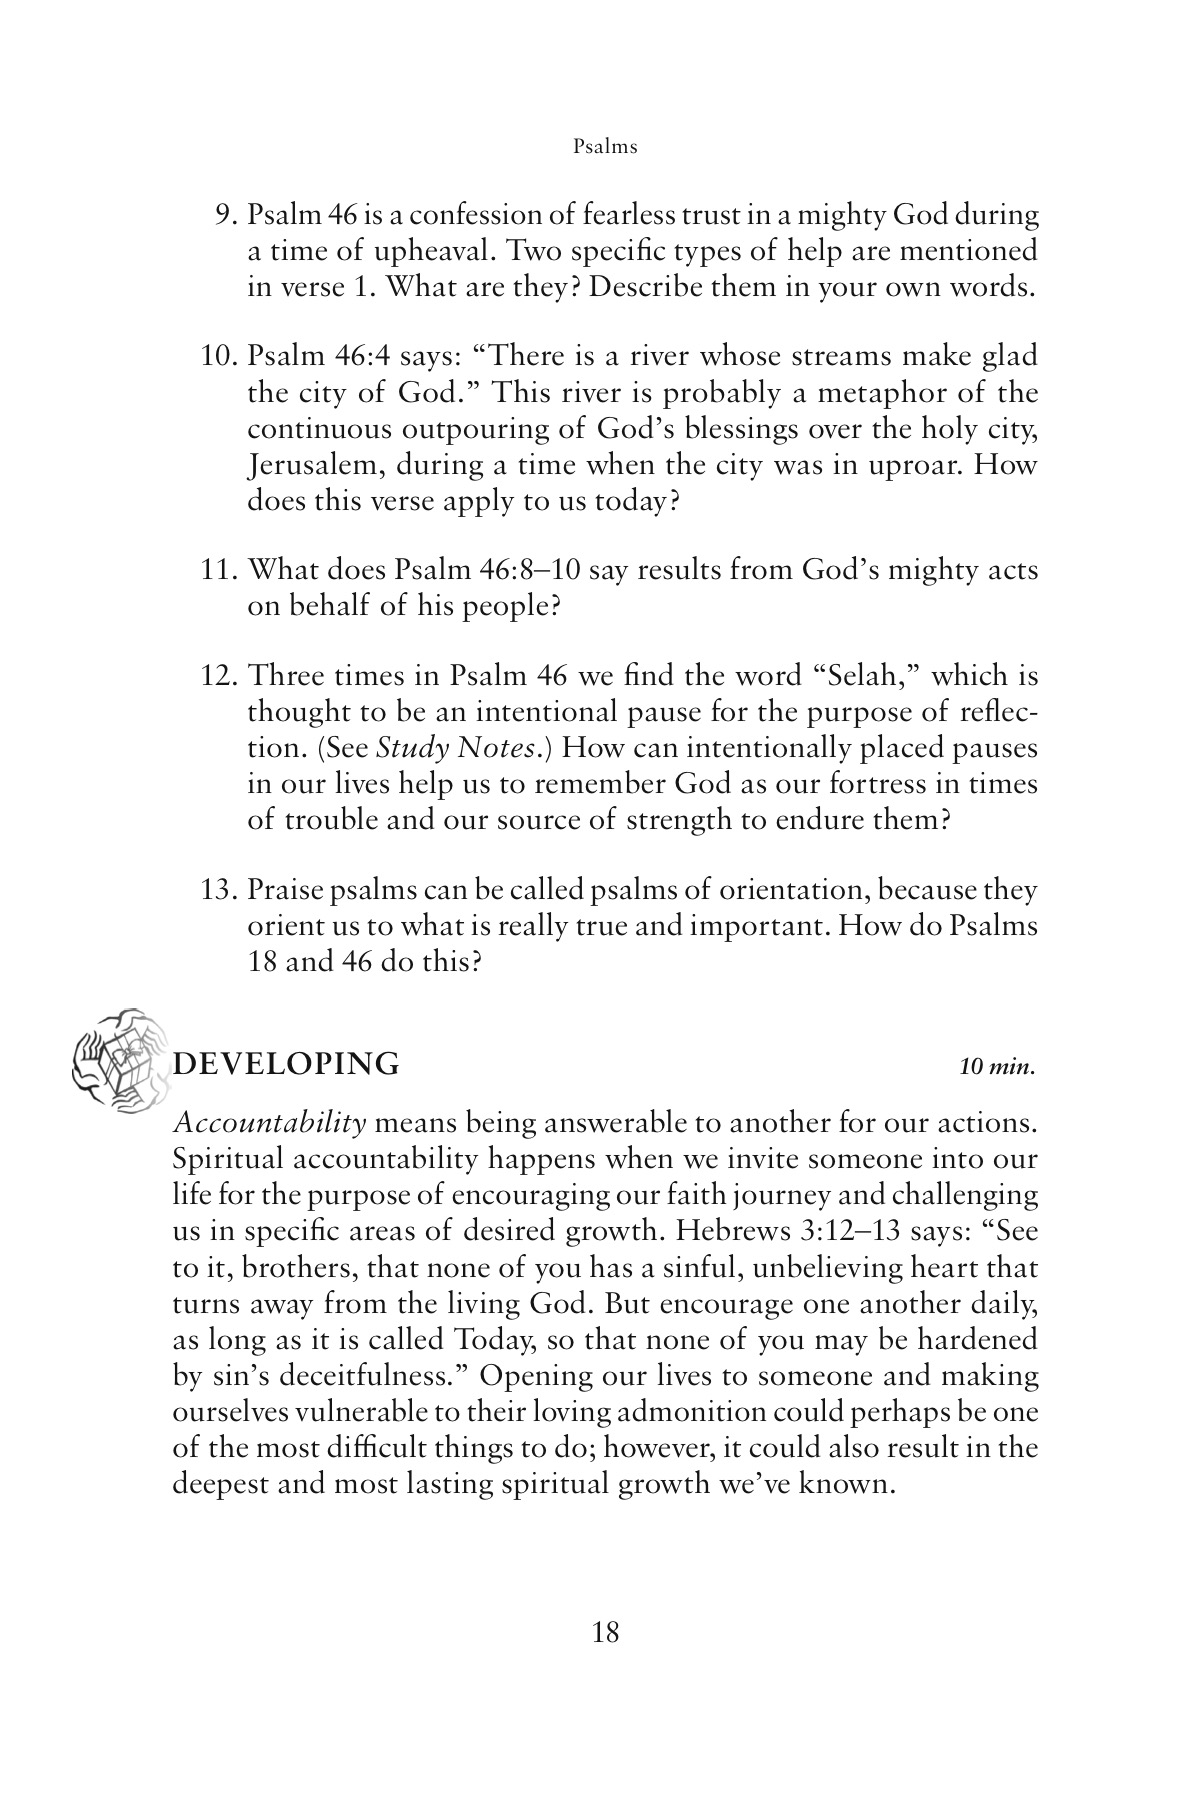 Psalms
9. Psalm 46 is a confession of fearless trust in a mighty God during
a time of upheaval. Two specific types of help are mentioned
in verse 1. What are they? Describe them in your own words.
10. Psalm 46:4 says: “There is a river whose streams make glad
the city of God.” This river is probably a metaphor of the
continuous outpouring of God’s blessings over the holy city,
Jerusalem, during a time when the city was in uproar. How
does this verse apply to us today?
11. What does Psalm 46:8–10 say results from God’s mighty acts
on behalf of his people?
12. Three times in Psalm 46 we find the word “Selah,” which is
thought to be an intentional pause for the purpose of reflec-
tion. (See Study Notes.) How can intentionally placed pauses
in our lives help us to remember God as our fortress in times
of trouble and our source of strength to endure them?
13. Praise psalms can be called psalms of orientation, because they
orient us to what is really true and important. How do Psalms
18 and 46 do this?
DEVELOPING 10 min.
Accountability means being answerable to another for our actions.
Spiritual accountability happens when we invite someone into our
life for the purpose of encouraging our faith journey and challenging
us in specific areas of desired growth. Hebrews 3:12–13 says: “See
to it, brothers, that none of you has a sinful, unbelieving heart that
turns away from the living God. But encourage one another daily,
as long as it is called Today, so that none of you may be hardened
by sin’s deceitfulness.” Opening our lives to someone and making
ourselves vulnerable to their loving admonition could perhaps be one
of the most difficult things to do; however, it could also result in the
deepest and most lasting spiritual growth we’ve known.
18